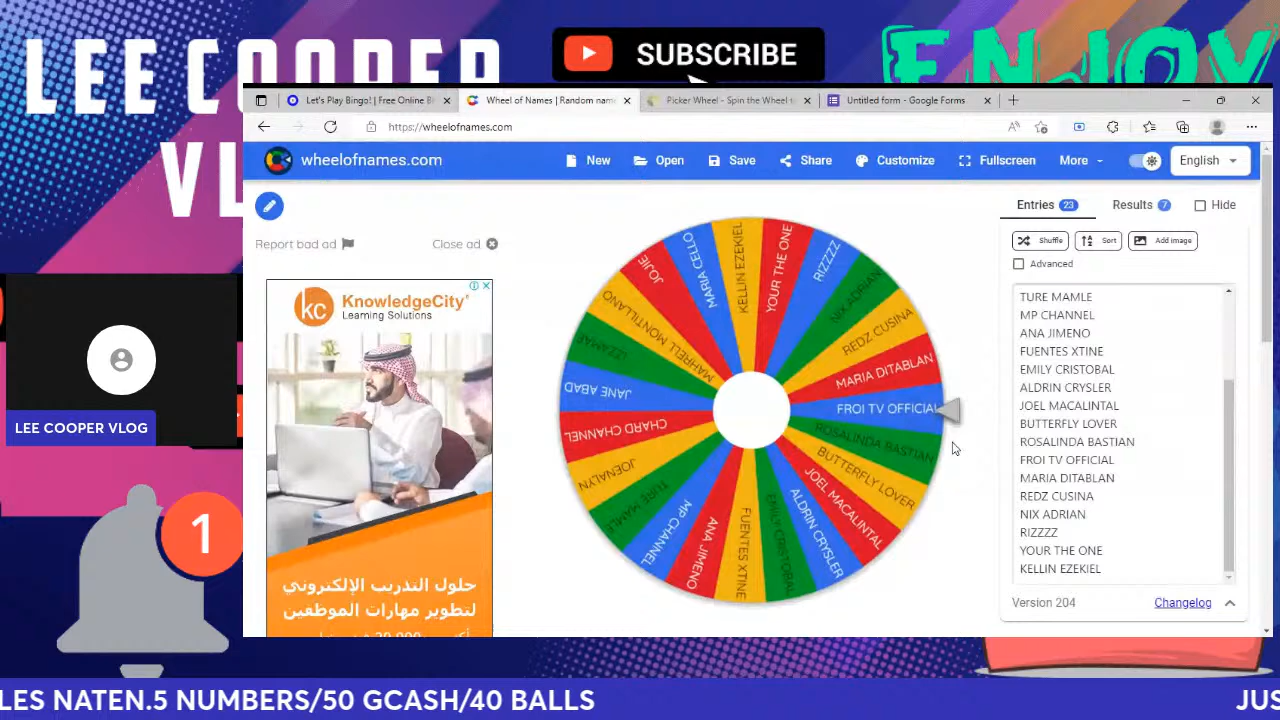 LEE COOPER
VL
SUBSCRIBE
ENJOY
Let's Play Bingo! | Free Online Bi
Wheel of Names | Random name
Picker Wheel - Spin the Wheel t
Untitled form - Google Forms
https://wheelofnames.com
wheelofnames.com
New
Open
Save
Share
Customize
Fullscreen
More
English
Entries 23
Results 7
Hide
Shuffle
Sort
Add image
Advanced
TURE MAMLE
MP CHANNEL
ANA JIMENO
FUENTES XTINE
EMILY CRISTOBAL
ALDRIN CRYSLER
JOEL MACALINTAL
BUTTERFLY LOVER
ROSALINDA BASTIAN
FROI TV OFFICIAL
MARIA DITABLAN
REDZ CUSINA
NIX ADRIAN
RIZZZZ
YOUR THE ONE
KELLIN EZEKIEL
Version 204
Changelog
Report bad ad
Close ad
kc KnowledgeCity
Learning Solutions
حلول التدريب الإلكتروني
لتطوير مهارات الموظفين
KELLIN EZEKIEL
YOUR THE ONE
RIZZZZ
NIX ADRIAN
REDZ CUSINA
MARIA DITABLAN
FROI TV OFFICIAL
ROSALINDA BASTIAN
BUTTERFLY LOVER
JOEL MACALINTAL
ALDRIN CRYSLER
EMILY CRISTOBAL
FUENTES XTINE
ANA JIMENO
MP CHANNEL
TURE MAMLE
JOENALYN
CHARD CHANNEL
JANE ABAD
IZZAMAF
MAHRELL MONTILLANO
JOJIE
MARIA CELLO
LEE COOPER VLOG
1
LES NATEN.5 NUMBERS/50 GCASH/40 BALLS
JUS